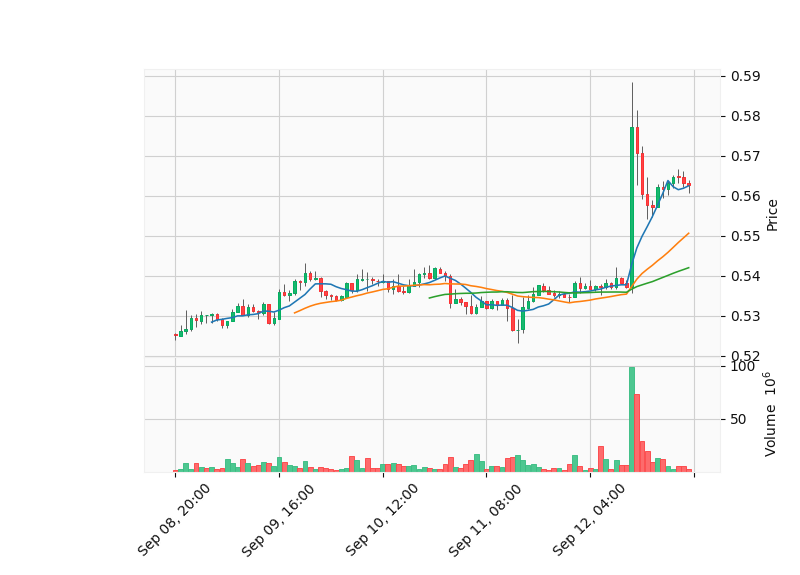 0.59
0.58
0.57
0.56
0.55
0.54
0.53
0.52
Price
100
50
Volume 10^6
Sep 08, 20:00
Sep 09, 16:00
Sep 10, 12:00
Sep 11, 08:00
Sep 12, 04:00